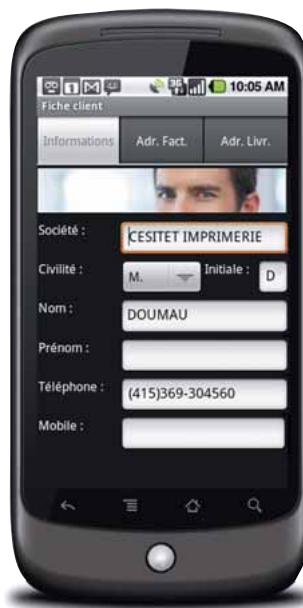 3G
10:05 AM
Fiche client
Informations Adr. Fact. Adr. Livr.
Société : CESITET IMPRIMERIE
Civilité : M. Initiale : D
Nom : DOUMAU
Prénom :
Téléphone : (415)369-304560
Mobile :